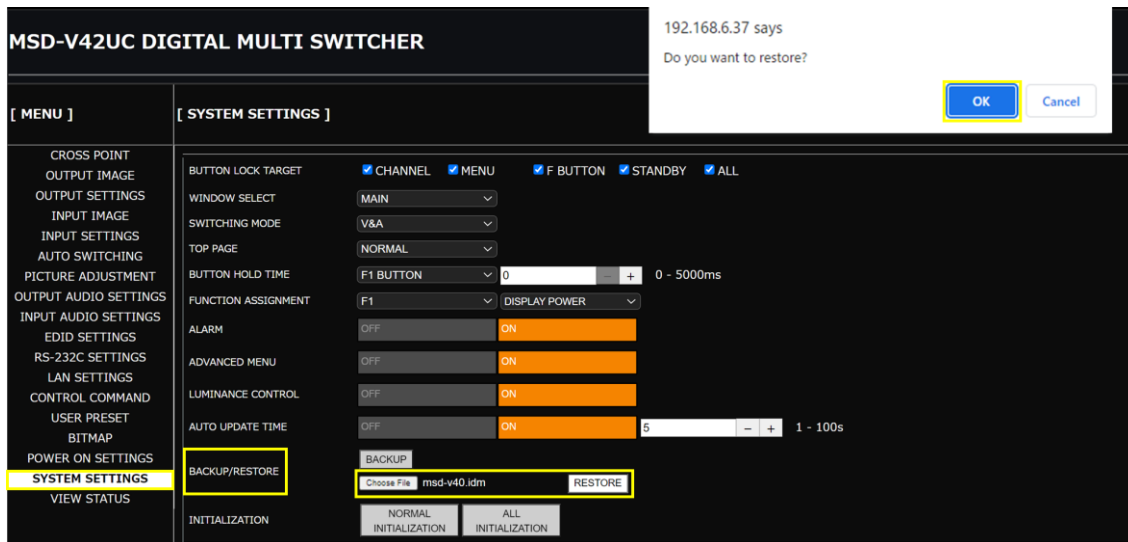 MSD-V42UC DIGITAL MULTI SWITCHER
192.168.6.37 says
Do you want to restore?
OK
Cancel
[ MENU ]
[ SYSTEM SETTINGS ]
CROSS POINT
OUTPUT IMAGE
OUTPUT SETTINGS
INPUT IMAGE
INPUT SETTINGS
AUTO SWITCHING
PICTURE ADJUSTMENT
OUTPUT AUDIO SETTINGS
INPUT AUDIO SETTINGS
EDID SETTINGS
RS-232C SETTINGS
LAN SETTINGS
CONTROL COMMAND
USER PRESET
BITMAP
POWER ON SETTINGS
SYSTEM SETTINGS
VIEW STATUS
BUTTON LOCK TARGET CHANNEL MENU F BUTTON STANDBY ALL
WINDOW SELECT MAIN
SWITCHING MODE V&A
TOP PAGE NORMAL
BUTTON HOLD TIME F1 BUTTON 0 - + 0 - 5000ms
FUNCTION ASSIGNMENT F1 DISPLAY POWER
ALARM OFF ON
ADVANCED MENU OFF ON
LUMINANCE CONTROL OFF ON
AUTO UPDATE TIME OFF ON 5 - + 1 - 100s
BACKUP/RESTORE
BACKUP
Choose File msd-v40.idm RESTORE
INITIALIZATION
NORMAL INITIALIZATION
ALL INITIALIZATION